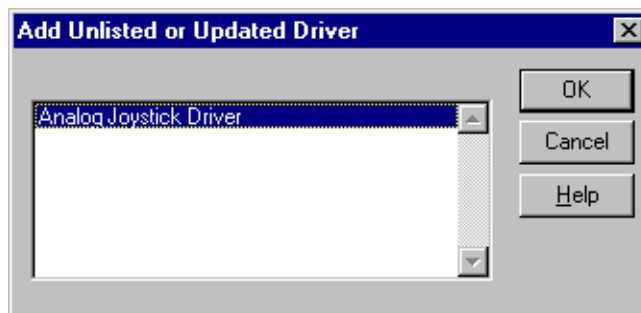 Add Unlisted or Updated Driver
Analog Joystick Driver
OK
Cancel
Help